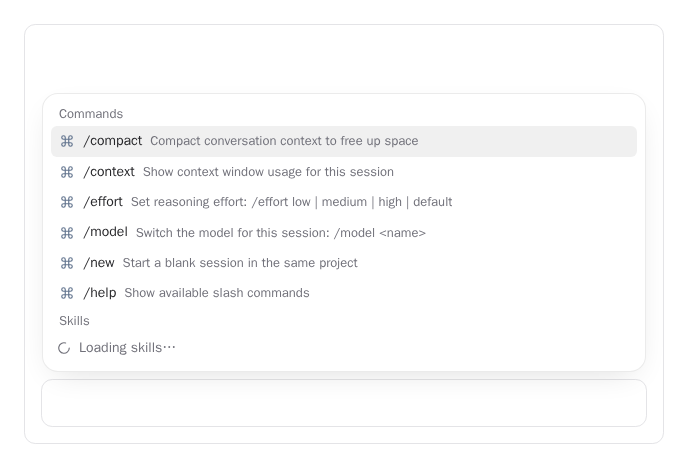 Commands
/compact Compact conversation context to free up space
/context Show context window usage for this session
/effort Set reasoning effort: /effort low | medium | high | default
/model Switch the model for this session: /model <name>
/new Start a blank session in the same project
/help Show available slash commands
Skills
Loading skills···